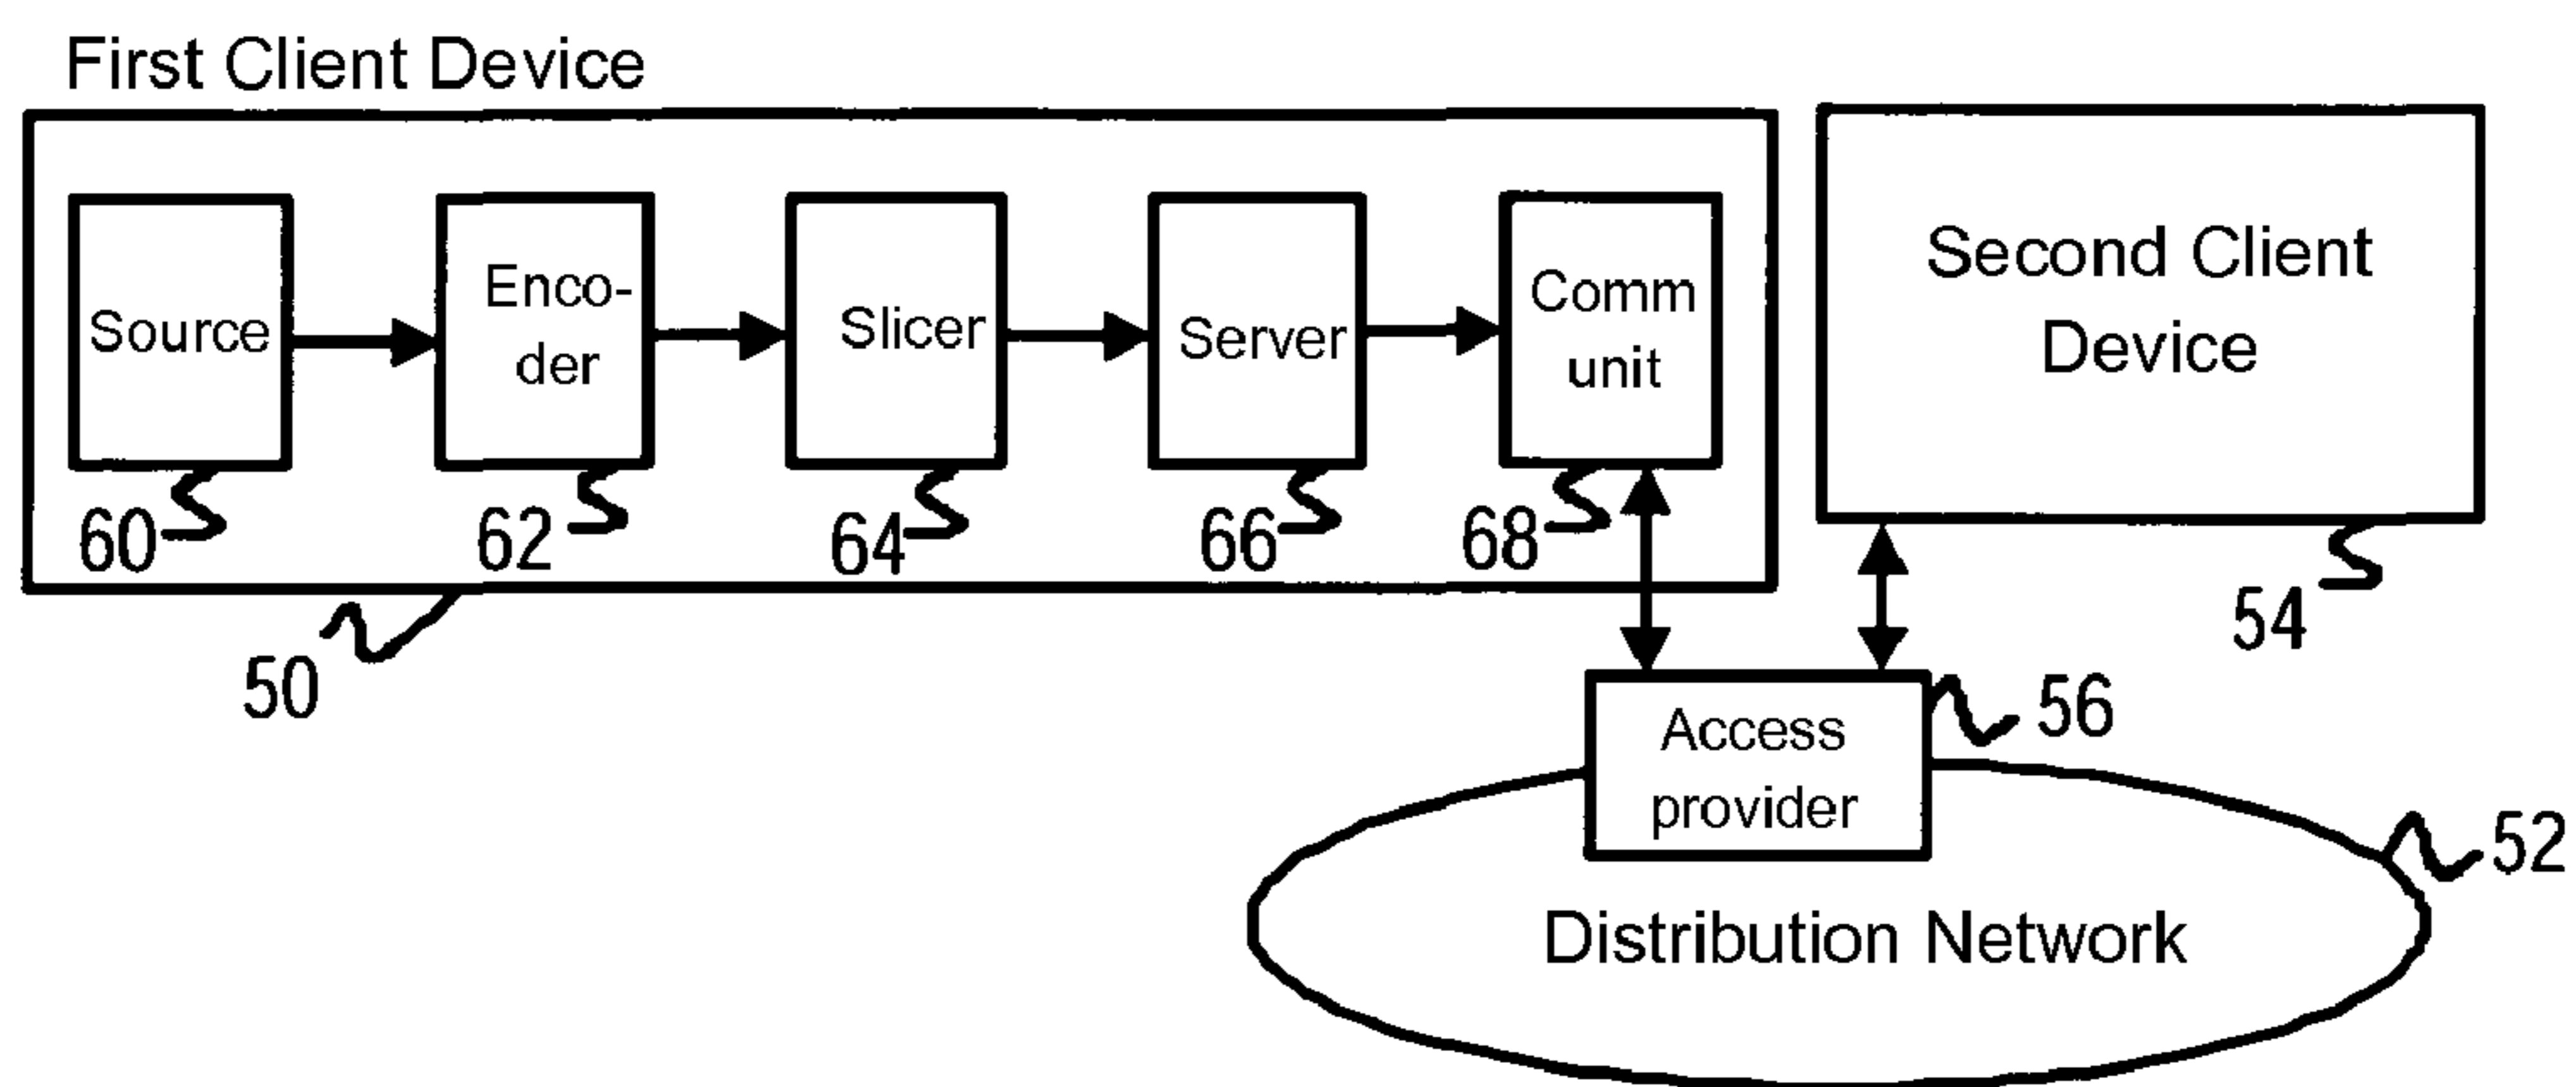 First Client Device
Source
Enco-
der
Slicer
Server
Comm
unit
Second Client
Device
60
62
64
66
68
54
50
56
Access
provider
52
Distribution Network